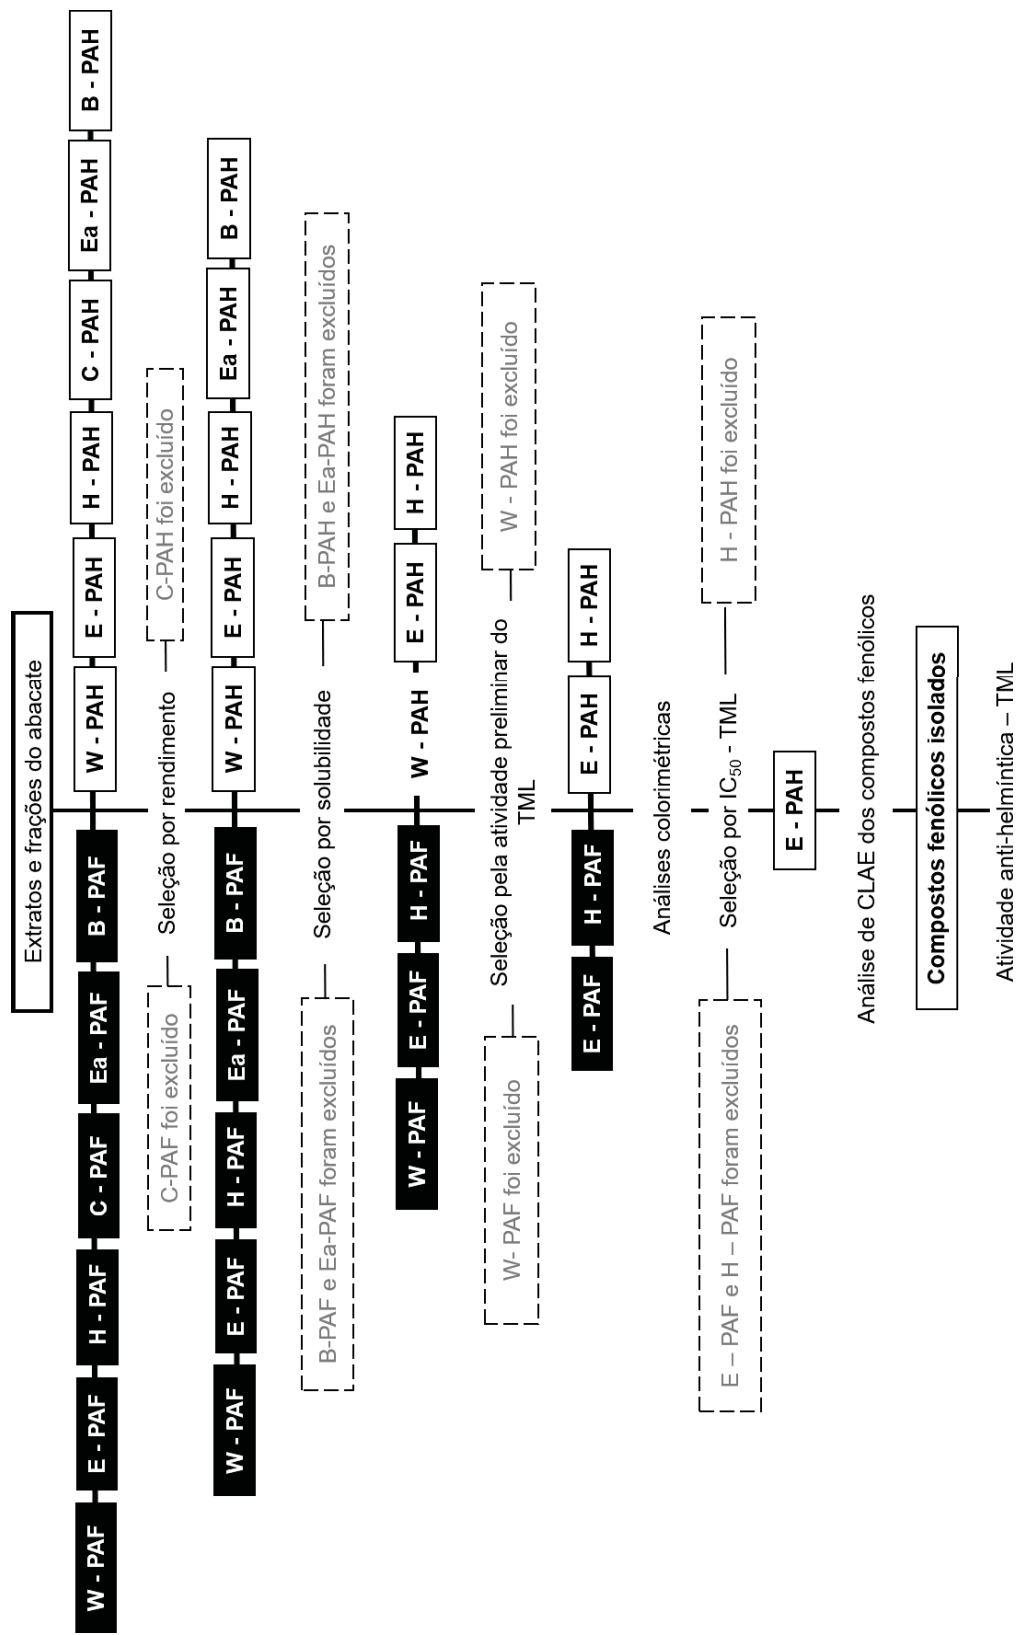 Extratos e frações do abacate
W - PAF
E - PAF
H - PAF
C - PAF
Ea - PAF
B - PAF
W - PAH
E - PAH
H - PAH
C - PAH
Ea - PAH
B - PAH
C-PAF foi excluído
Seleção por rendimento
C-PAH foi excluído
W - PAF
E - PAF
H - PAF
Ea - PAF
B - PAF
W - PAH
E - PAH
H - PAH
Ea - PAH
B - PAH
B-PAF e Ea-PAF foram excluídos
Seleção por solubilidade
B-PAH e Ea-PAH foram excluídos
W - PAF
E - PAF
H - PAF
W - PAH
E - PAH
H - PAH
W- PAF foi excluído
Seleção pela atividade preliminar do
TML
W - PAH foi excluído
E - PAF
H - PAF
E - PAH
H - PAH
Análises colorimétricas
E – PAF e H – PAF foram excluídos
Seleção por IC₅₀ - TML
H - PAH foi excluído
E - PAH
Análise de CLAE dos compostos fenólicos
Compostos fenólicos isolados
Atividade anti-helmíntica – TML